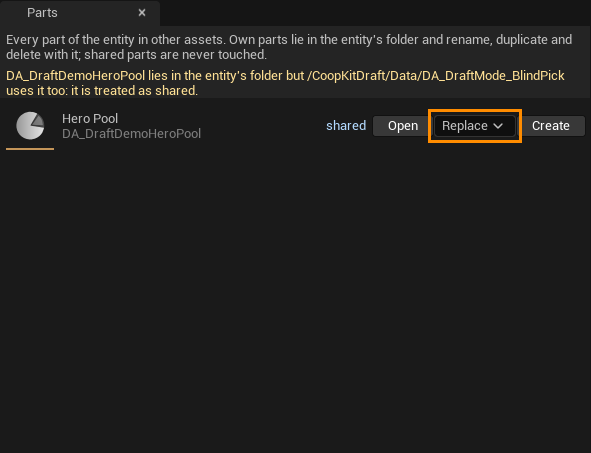 Parts ×
Every part of the entity in other assets. Own parts lie in the entity's folder and rename, duplicate and
delete with it; shared parts are never touched.
DA_DraftDemoHeroPool lies in the entity's folder but /CoopKitDraft/Data/DA_DraftMode_BlindPick
uses it too: it is treated as shared.
Hero Pool
DA_DraftDemoHeroPool
shared Open Replace Create